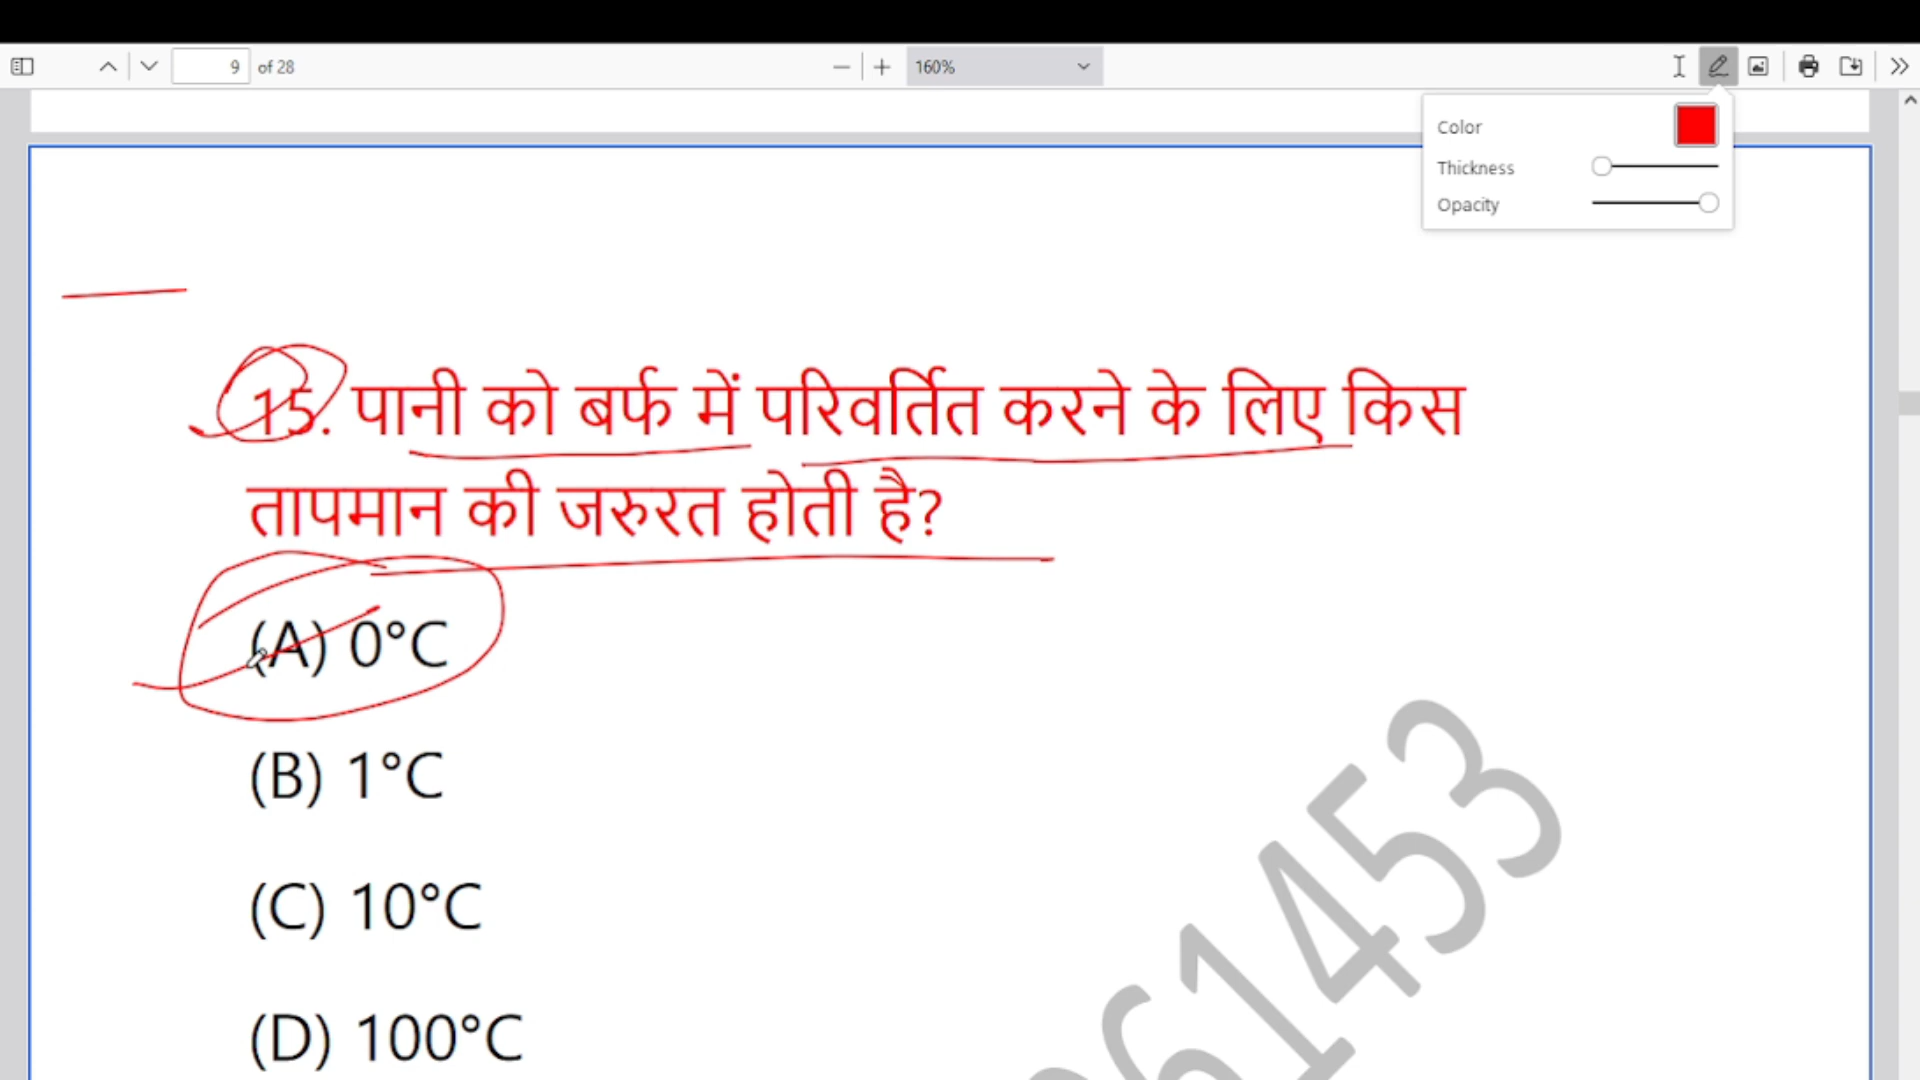 9 of 28
160%
Color
Thickness
Opacity
15. पानी को बर्फ में परिवर्तित करने के लिए किस
तापमान की जरुरत होती है?
(A) 0°C
(B) 1°C
(C) 10°C
(D) 100°C
61453